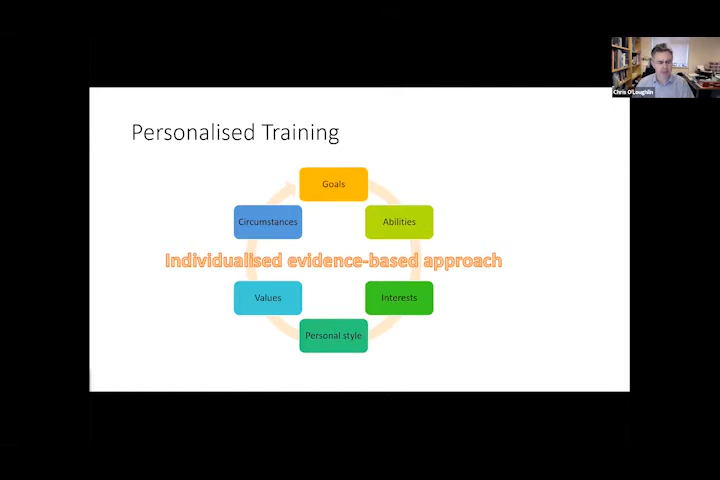 Chris O'Loughlin
Personalised Training
Goals
Circumstances
Abilities
Individualised evidence-based approach
Values
Interests
Personal style